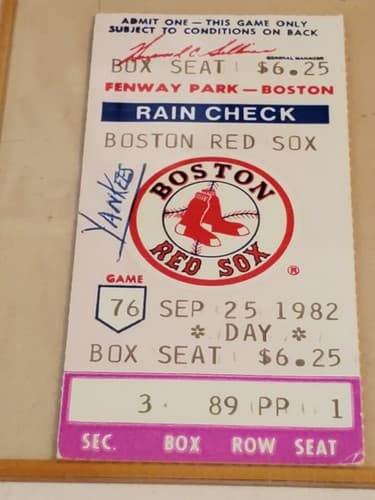 ADMIT ONE — THIS GAME ONLY
SUBJECT TO CONDITIONS ON BACK
GENERAL MANAGER
BOX SEAT $6.25
FENWAY PARK — BOSTON
RAIN CHECK
BOSTON RED SOX
YANKEES
BOSTON
RED SOX
®
GAME
76 SEP 25 1982
* DAY *
BOX SEAT $6.25
3 89 PR 1
SEC. BOX ROW SEAT